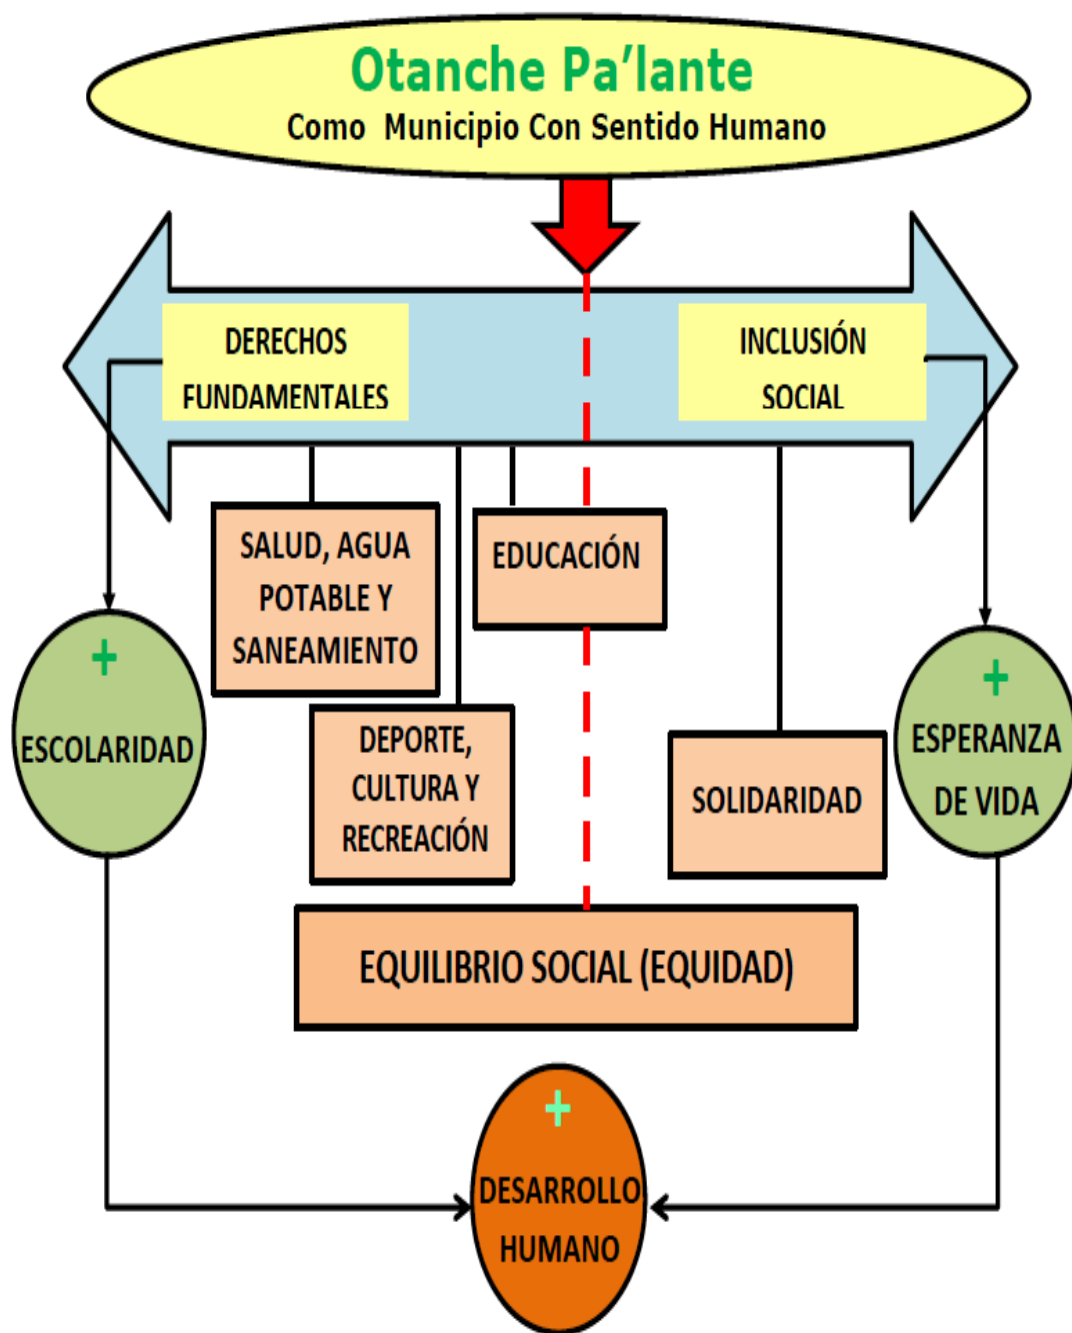 Otanche Pa'lante
Como Municipio Con Sentido Humano
DERECHOS
FUNDAMENTALES
INCLUSIÓN
SOCIAL
SALUD, AGUA
POTABLE Y
SANEAMIENTO
EDUCACIÓN
+
ESCOLARIDAD
DEPORTE,
CULTURA Y
RECREACIÓN
SOLIDARIDAD
+
ESPERANZA
DE VIDA
EQUILIBRIO SOCIAL (EQUIDAD)
+
DESARROLLO
HUMANO